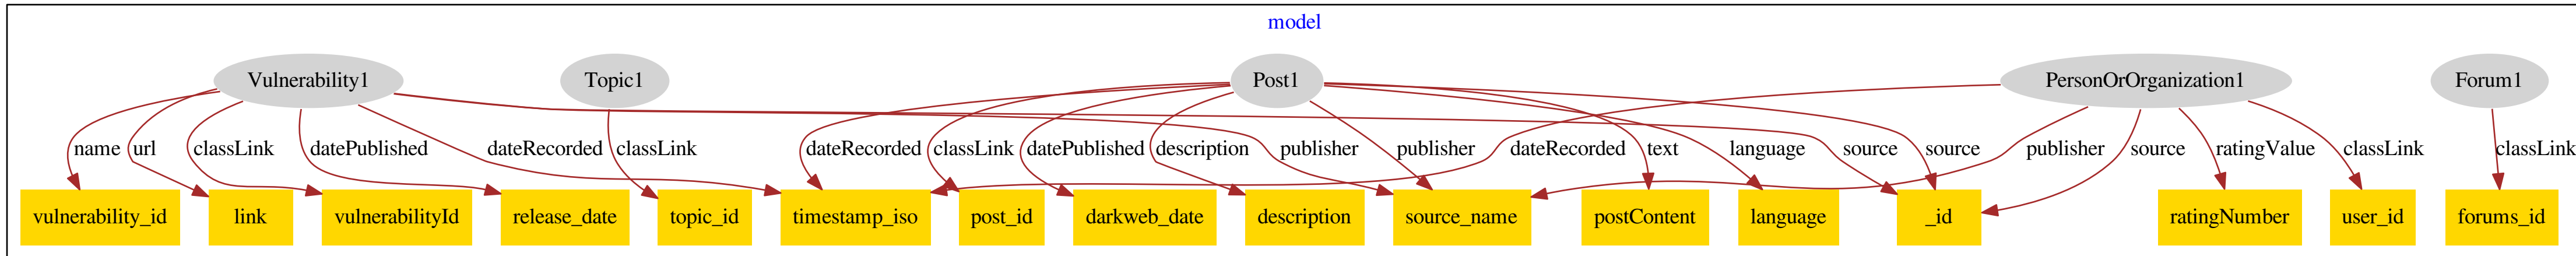 model
Vulnerability1
Topic1
Post1
PersonOrOrganization1
Forum1
name
url
classLink
datePublished
dateRecorded
classLink
dateRecorded
classLink
datePublished
description
publisher
publisher
dateRecorded
text
language
source
source
publisher
source
ratingValue
classLink
classLink
vulnerability_id
link
vulnerabilityId
release_date
topic_id
timestamp_iso
post_id
darkweb_date
description
source_name
postContent
language
_id
ratingNumber
user_id
forums_id